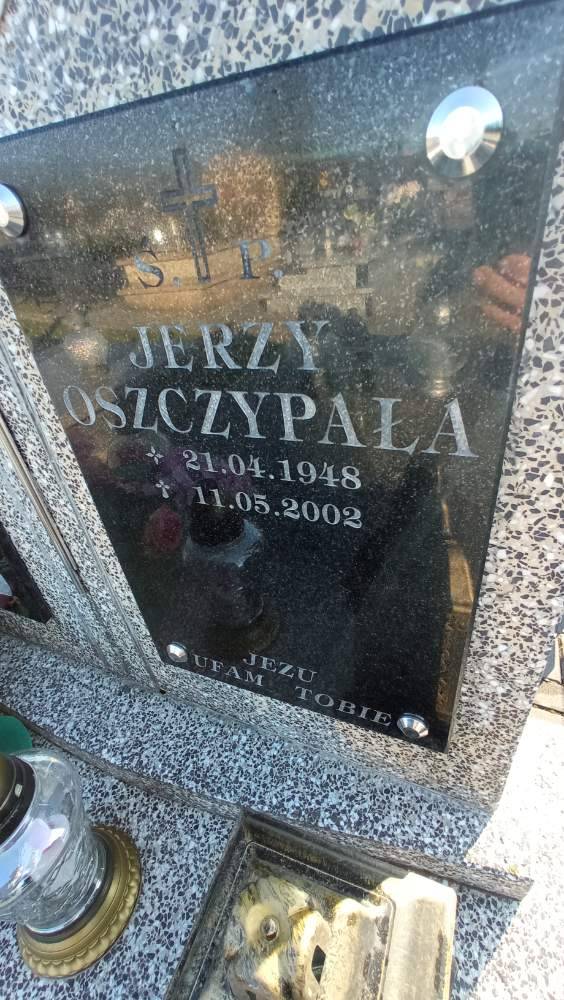 Ś. P.
JERZY
OSZCZYPAŁA
21.04.1948
11.05.2002
JEZU
UFAM TOBIE